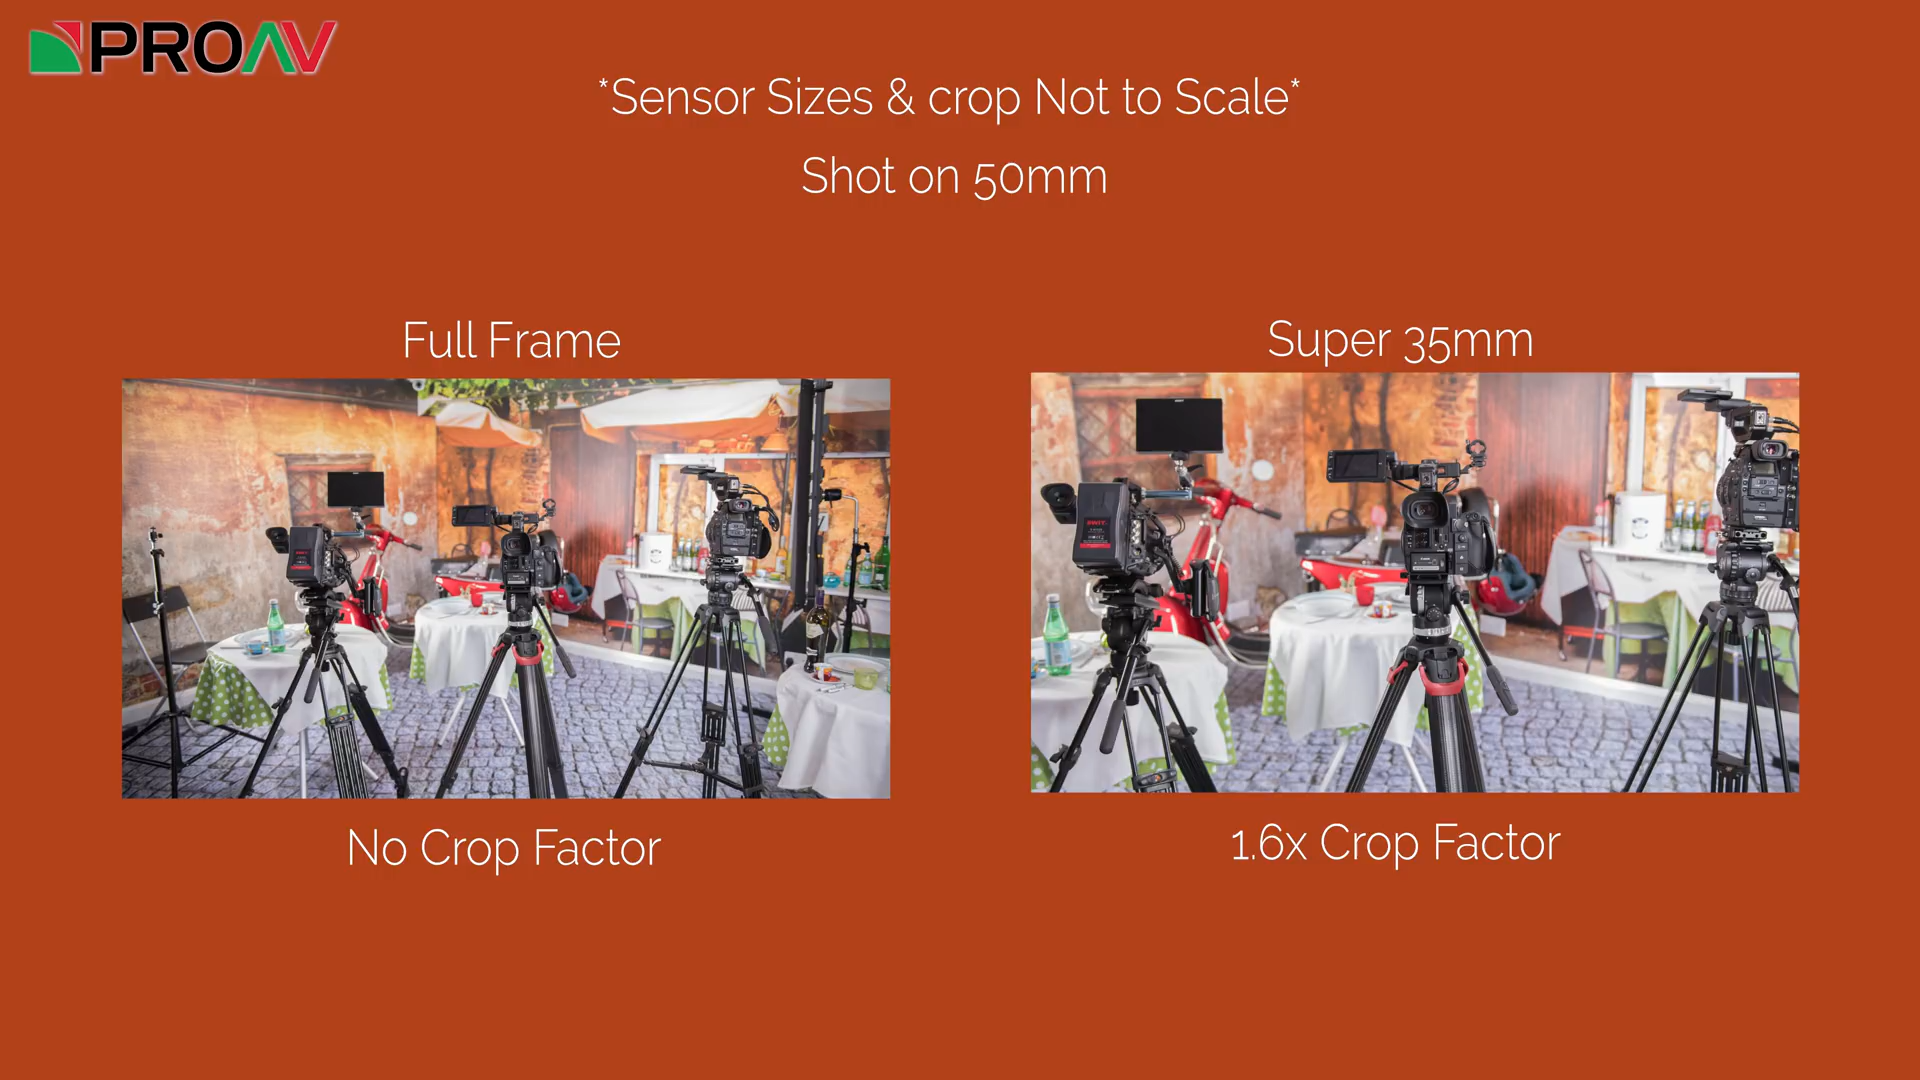 PROAV
*Sensor Sizes & crop Not to Scale*
Shot on 50mm
Full Frame
Super 35mm
SWIT
No Crop Factor
1.6x Crop Factor